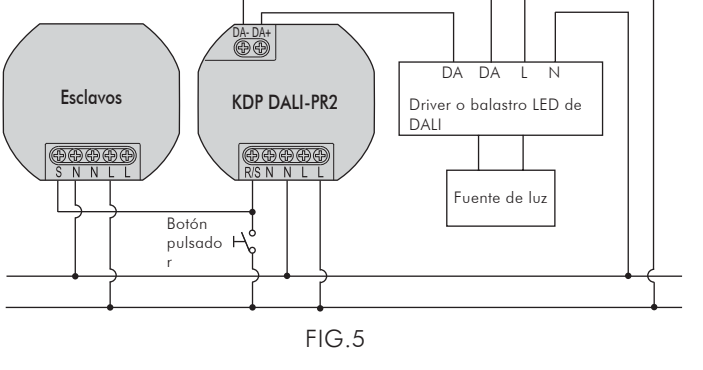 DA- DA+
Esclavos
KDP DALI-PR2
DA DA L N
Driver o balastro LED de
DALI
S N N L L
R/S N N L L
Fuente de luz
Botón
pulsado
r
FIG.5